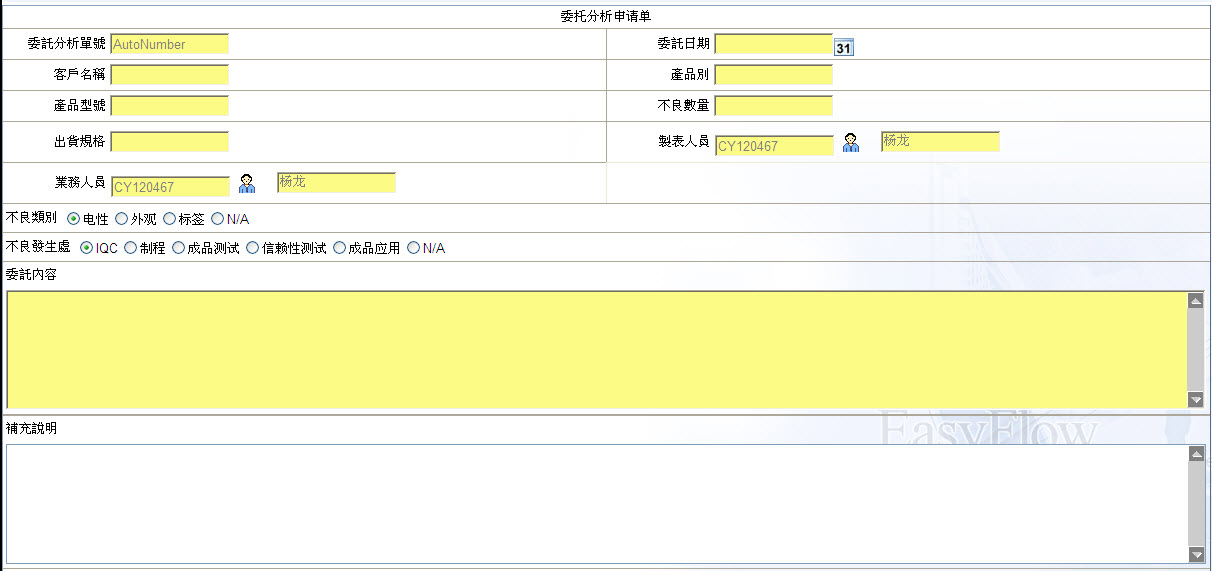 委托分析申请单
委託分析單號 AutoNumber 委託日期 31
客戶名稱 產品別
產品型號 不良數量
出貨規格 製表人員 CY120467 杨龙
業務人員 CY120467 杨龙
不良類別 电性 外观 标签 N/A
不良發生處 IQC 制程 成品测试 信赖性测试 成品应用 N/A
委託內容
EasyFlow
補充說明